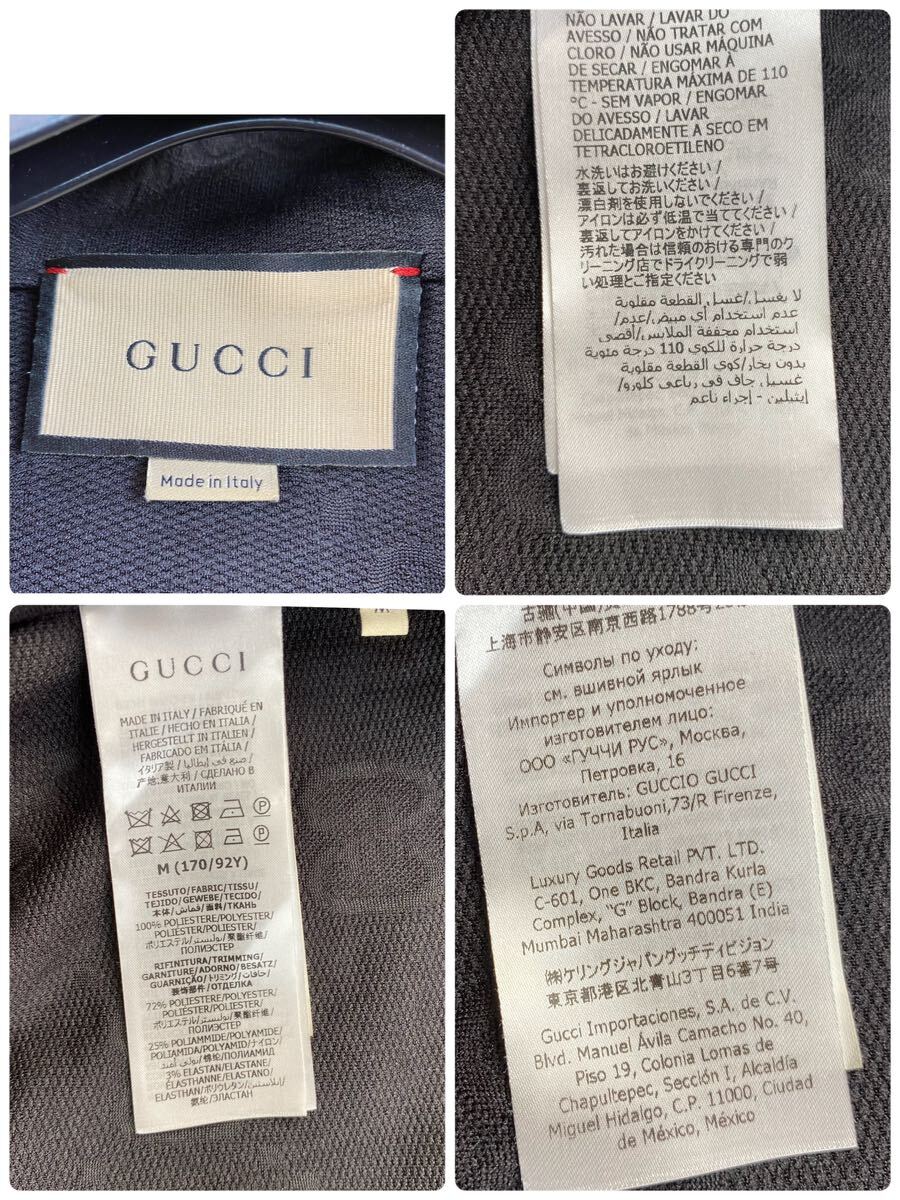 GUCCI
Made in Italy
NÃO LAVAR / LAVAR DO
AVESSO / NÃO TRATAR COM
CLORO / NÃO USAR MÁQUINA
DE SECAR / ENGOMAR À
TEMPERATURA MÁXIMA DE 110
°C - SEM VAPOR / ENGOMAR
DO AVESSO / LAVAR
DELICADAMENTE A SECO EM
TETRACLOROETILENO
水洗いはお避けください/
裏返してお洗いください/
漂白剤を使用しないでください/
アイロンは必ず低温で当ててください/
裏返してアイロンをかけてください/
汚れた場合は信頼のおける専門のク
リーニング店でドライクリーニングで弱
い処理とご指定ください
لا يغسل/غسل القطعة مقلوبة
/عدم استخدام أي مبيض/عدم
استخدام مجففة الملابس/أقصى
درجة حرارة للكوي 110 درجة مئوية
بدون بخار/كوي القطعة مقلوبة
/غسيل جاف في رباعي كلورو
إيثيلين - إجراء ناعم
GUCCI
MADE IN ITALY / FABRIQUÉ EN
ITALIE / HECHO EN ITALIA /
HERGESTELLT IN ITALIEN /
FABRICADO EM ITÁLIA /
イタリア製 / صنع في إيطاليا /
产地:意大利 / СДЕЛАНО В
ИТАЛИИ
M (170/92Y)
TESSUTO/FABRIC/TISSU/
TEJIDO/GEWEBE/TECIDO/
本体/قماش/面料/ТКАНЬ
100% POLIESTERE/POLYESTER/
POLYESTER/POLIÉSTER/
POLYESTER/POLIÉSTER/
ポリエステル/بوليستر/聚酯纤维/
ПОЛИЭСТЕР
RIFINITURA/TRIMMING/
GARNITURE/ADORNO/BESATZ/
GUARNIÇÃO/トリミング/حافات/
装饰部件/ОТДЕЛКА
72% POLIESTERE/POLYESTER/
POLYESTER/POLIÉSTER/
POLYESTER/POLIÉSTER/
ポリエステル/بوليستر/聚酯纤维/
ПОЛИЭСТЕР
25% POLIAMMIDE/POLYAMIDE/
POLYAMIDE/POLIAMIDA/
POLYAMID/POLIAMIDA/ナイロン/
بولي أميد/锦纶/ПОЛИАМИД
3% ELASTAN/ELASTANE/
ÉLASTHANNE/ELASTANO/
ELASTHAN/ポリウレタン/إيلاستين/
氨纶/ЭЛАСТАН
上海市静安区南京西路1788号
Символы по уходу:
см. вшивной ярлык
Импортер и уполномоченное
изготовителем лицо:
ООО «ГУЧЧИ РУС», Москва,
Петровка, 16
Изготовитель: GUCCIO GUCCI
S.p.A, via Tornabuoni,73/R Firenze,
Italia
Luxury Goods Retail PVT. LTD.
C-601, One BKC, Bandra Kurla
Complex, "G" Block, Bandra (E)
Mumbai Maharashtra 400051 India
㈱ケリングジャパングッチディビジョン
東京都港区北青山3丁目6番7号
Gucci Importaciones, S.A. de C.V.
Blvd. Manuel Ávila Camacho No. 40,
Piso 19, Colonia Lomas de
Chapultepec, Sección I, Alcaldía
Miguel Hidalgo, C.P. 11000, Ciudad
de México, México